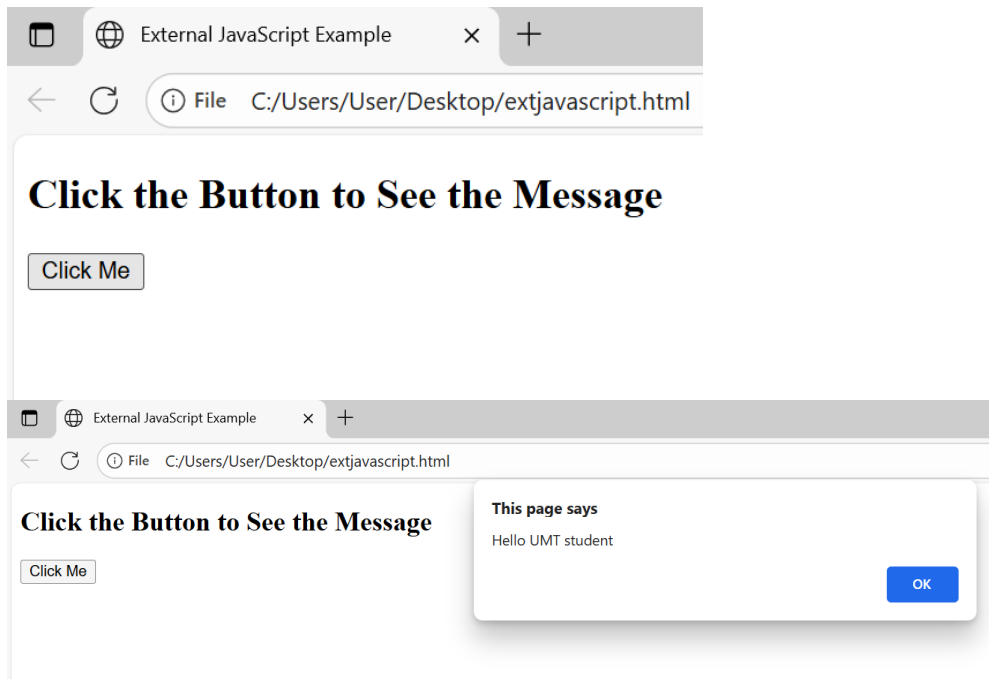 External JavaScript Example
File C:/Users/User/Desktop/extjavascript.html
Click the Button to See the Message
Click Me
External JavaScript Example
File C:/Users/User/Desktop/extjavascript.html
Click the Button to See the Message
Click Me
This page says
Hello UMT student
OK